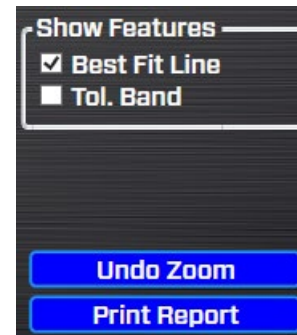 Show Features
Best Fit Line
Tol. Band
Undo Zoom
Print Report